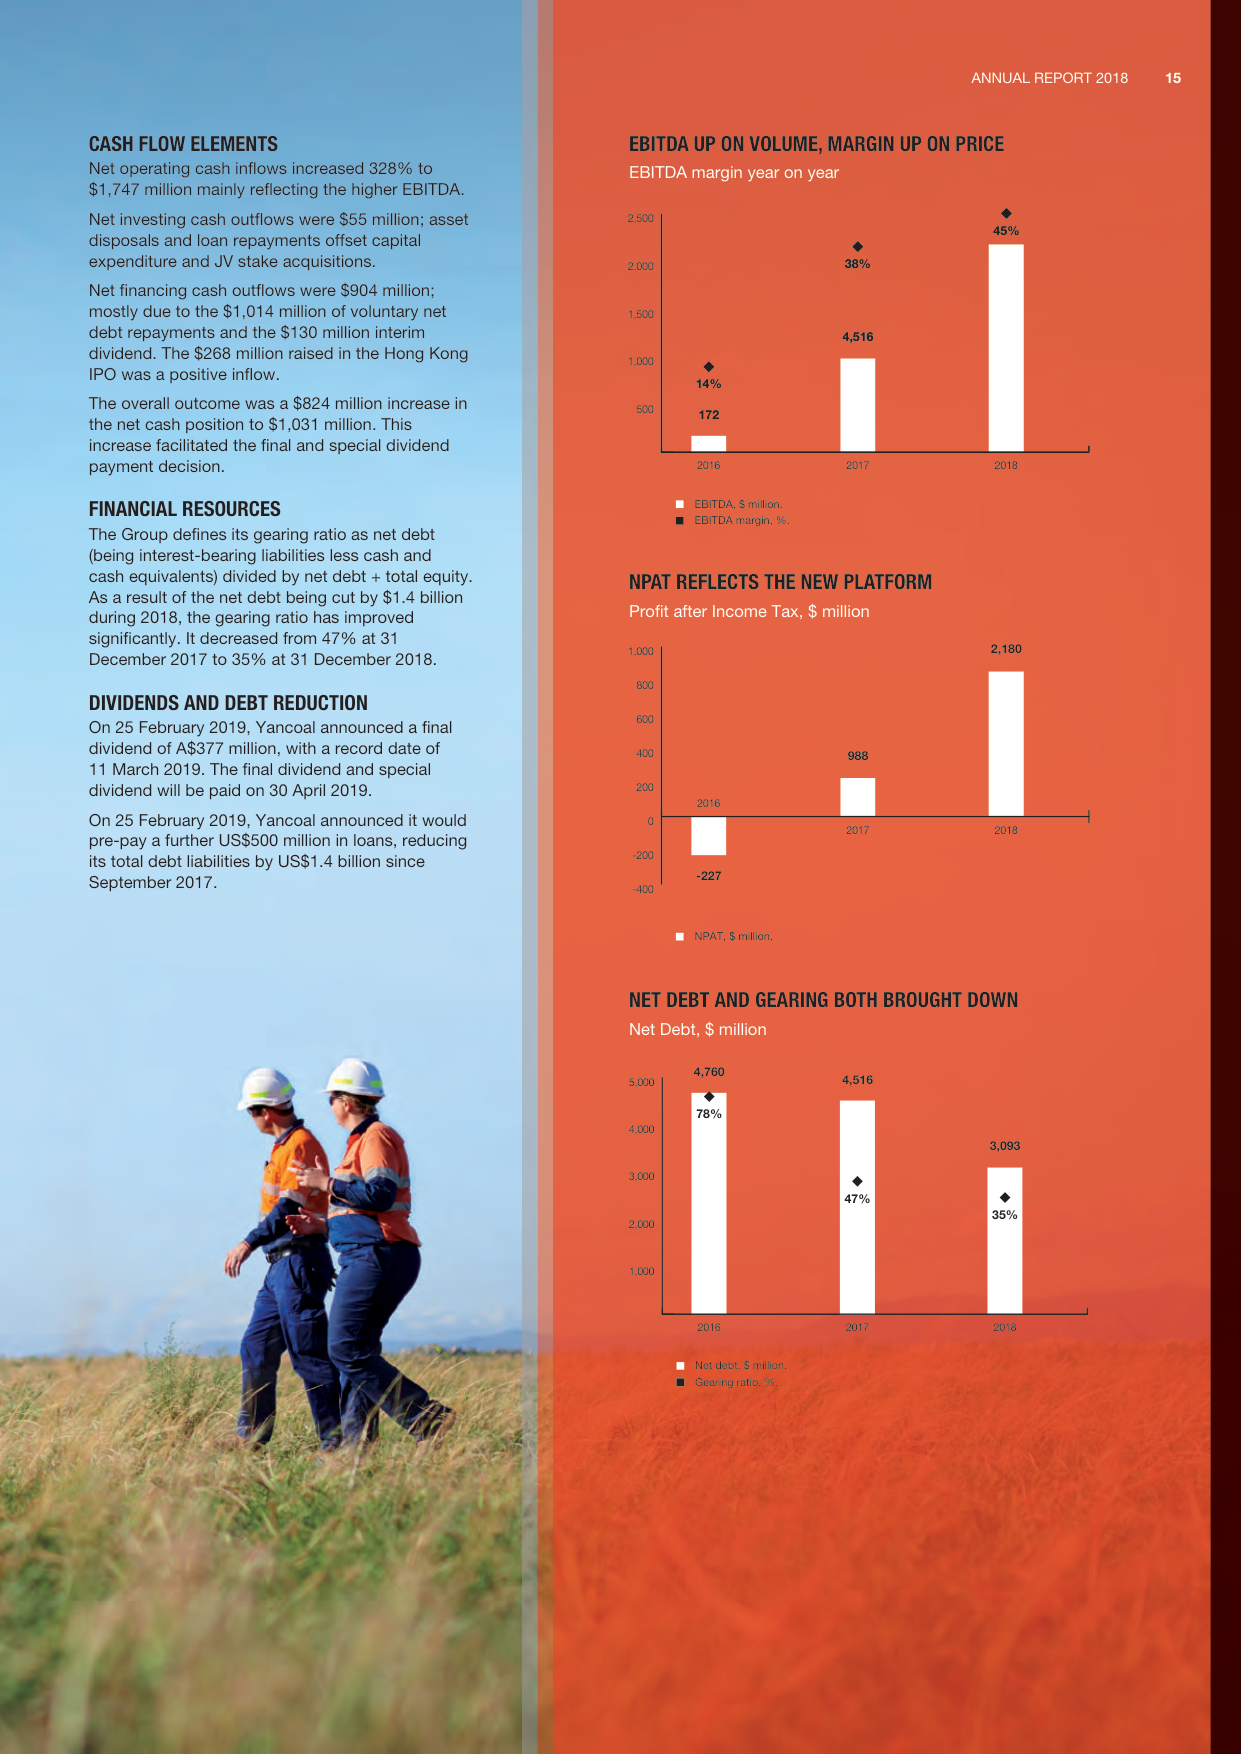 ANNUAL REPORT 2018 15
CASH FLOW ELEMENTS
Net operating cash inflows increased 328% to
$1,747 million mainly reflecting the higher EBITDA.
Net investing cash outflows were $55 million; asset
disposals and loan repayments offset capital
expenditure and JV stake acquisitions.
Net financing cash outflows were $904 million;
mostly due to the $1,014 million of voluntary net
debt repayments and the $130 million interim
dividend. The $268 million raised in the Hong Kong
IPO was a positive inflow.
The overall outcome was a $824 million increase in
the net cash position to $1,031 million. This
increase facilitated the final and special dividend
payment decision.
FINANCIAL RESOURCES
The Group defines its gearing ratio as net debt
(being interest-bearing liabilities less cash and
cash equivalents) divided by net debt + total equity.
As a result of the net debt being cut by $1.4 billion
during 2018, the gearing ratio has improved
significantly. It decreased from 47% at 31
December 2017 to 35% at 31 December 2018.
DIVIDENDS AND DEBT REDUCTION
On 25 February 2019, Yancoal announced a final
dividend of A$377 million, with a record date of
11 March 2019. The final dividend and special
dividend will be paid on 30 April 2019.
On 25 February 2019, Yancoal announced it would
pre-pay a further US$500 million in loans, reducing
its total debt liabilities by US$1.4 billion since
September 2017.
EBITDA UP ON VOLUME, MARGIN UP ON PRICE
EBITDA margin year on year
2,500
45%
2,000
38%
1,500
4,516
1,000
14%
500
172
2016 2017 2018
EBITDA, $ million.
EBITDA margin, %.
NPAT REFLECTS THE NEW PLATFORM
Profit after Income Tax, $ million
1,000
2,180
800
600
400
988
200
2016
0
2017 2018
-200
-227
-400
NPAT, $ million.
NET DEBT AND GEARING BOTH BROUGHT DOWN
Net Debt, $ million
4,760
5,000
4,516
78%
4,000
3,093
3,000
47%
35%
2,000
1,000
2016 2017 2018
Net debt, $ million.
Gearing ratio, %.